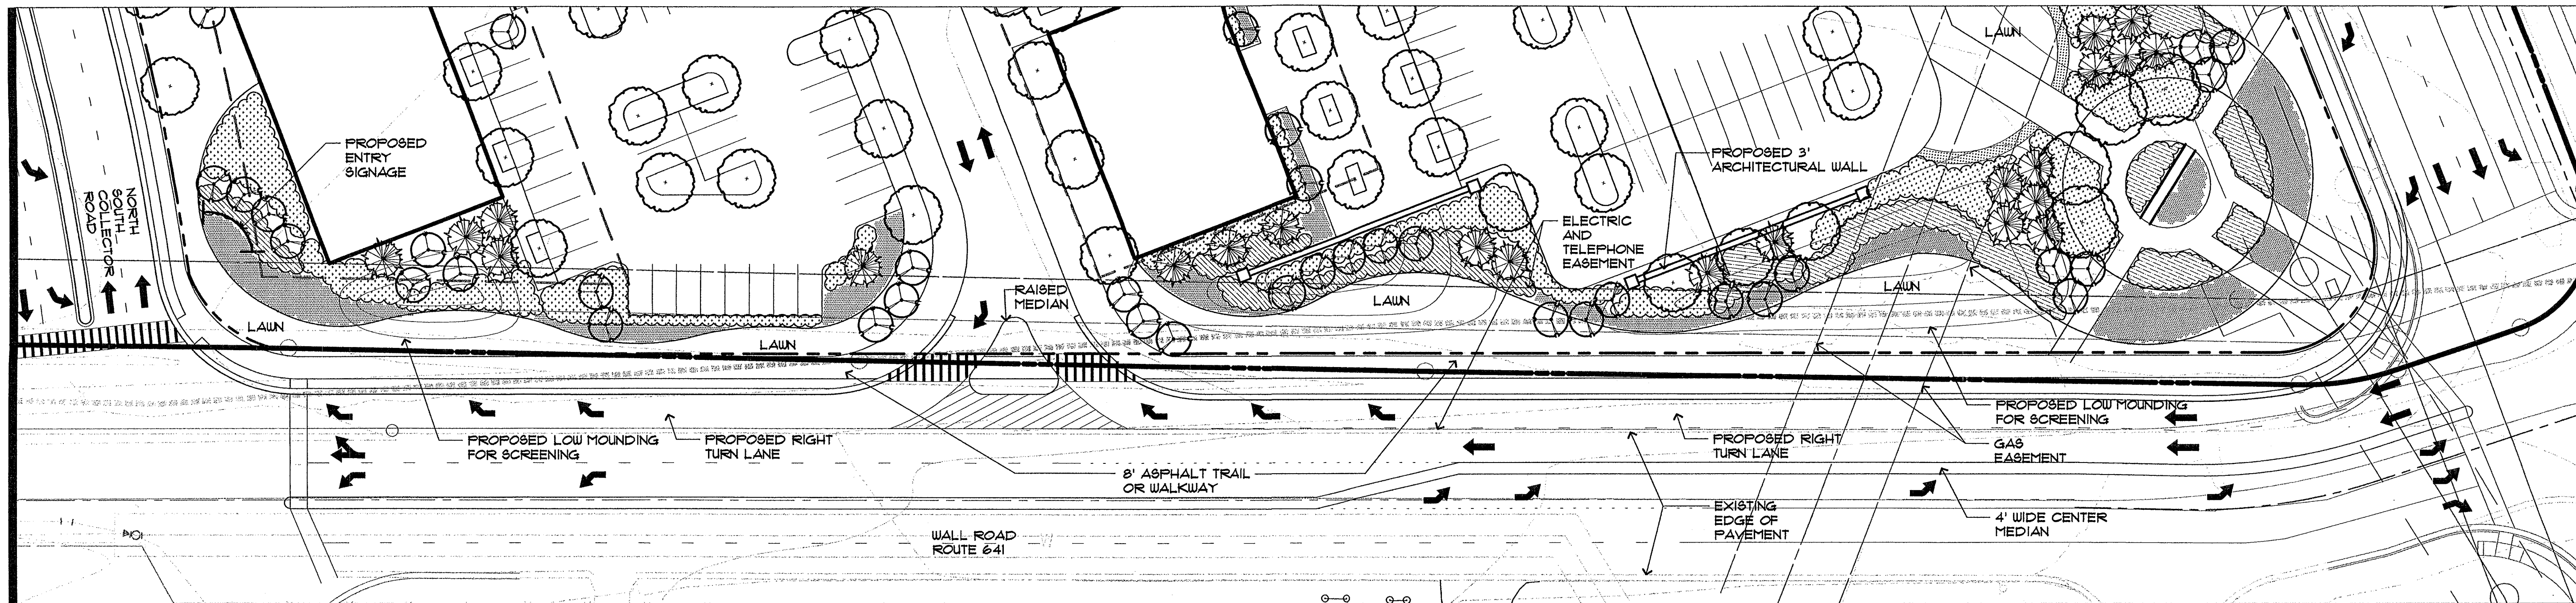 LAWN
PROPOSED
ENTRY
SIGNAGE
PROPOSED 3'
ARCHITECTURAL WALL
NORTH
SOUTH
COLLECTOR
ROAD
ELECTRIC
AND
TELEPHONE
EASEMENT
RAISED
MEDIAN
LAWN
LAWN
LAWN
LAWN
PROPOSED LOW MOUNDING
FOR SCREENING
PROPOSED RIGHT
TURN LANE
8' ASPHALT TRAIL
OR WALKWAY
PROPOSED RIGHT
TURN LANE
PROPOSED LOW MOUNDING
FOR SCREENING
GAS
EASEMENT
EXISTING
EDGE OF
PAVEMENT
4' WIDE CENTER
MEDIAN
WALL ROAD
ROUTE 641